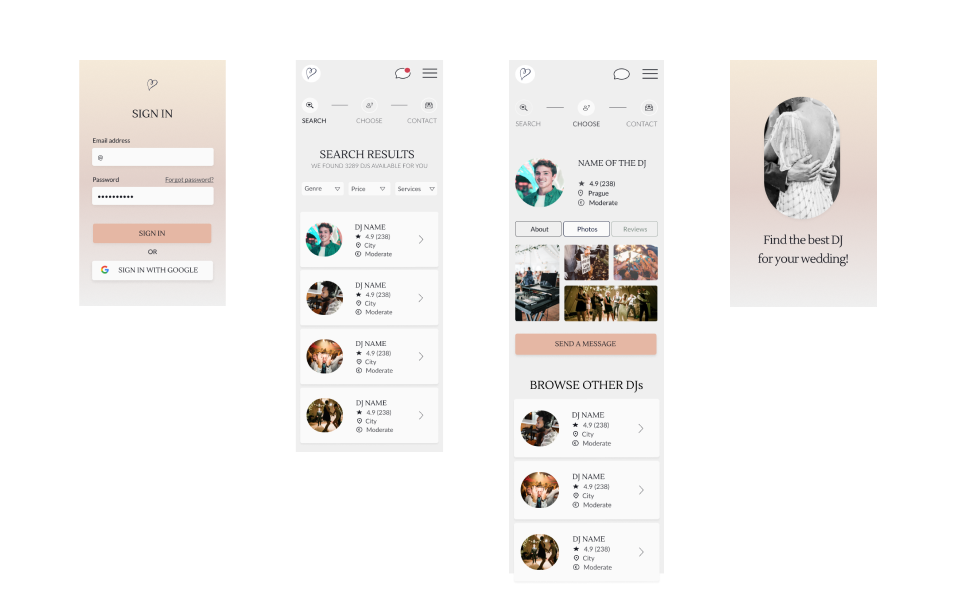 SIGN IN
Email address
@
Password
Forgot password?
••••••••••
SIGN IN
OR
SIGN IN WITH GOOGLE
SEARCH
CHOOSE
CONTACT
SEARCH RESULTS
WE FOUND 3289 DJS AVAILABLE FOR YOU
Genre
Price
Services
DJ NAME
4.9 (238)
City
Moderate
DJ NAME
4.9 (238)
City
Moderate
DJ NAME
4.9 (238)
City
Moderate
DJ NAME
4.9 (238)
City
Moderate
SEARCH
CHOOSE
CONTACT
NAME OF THE DJ
4.9 (238)
Prague
Moderate
About
Photos
Reviews
SEND A MESSAGE
BROWSE OTHER DJs
DJ NAME
4.9 (238)
City
Moderate
DJ NAME
4.9 (238)
City
Moderate
DJ NAME
4.9 (238)
City
Moderate
Find the best DJ
for your wedding!